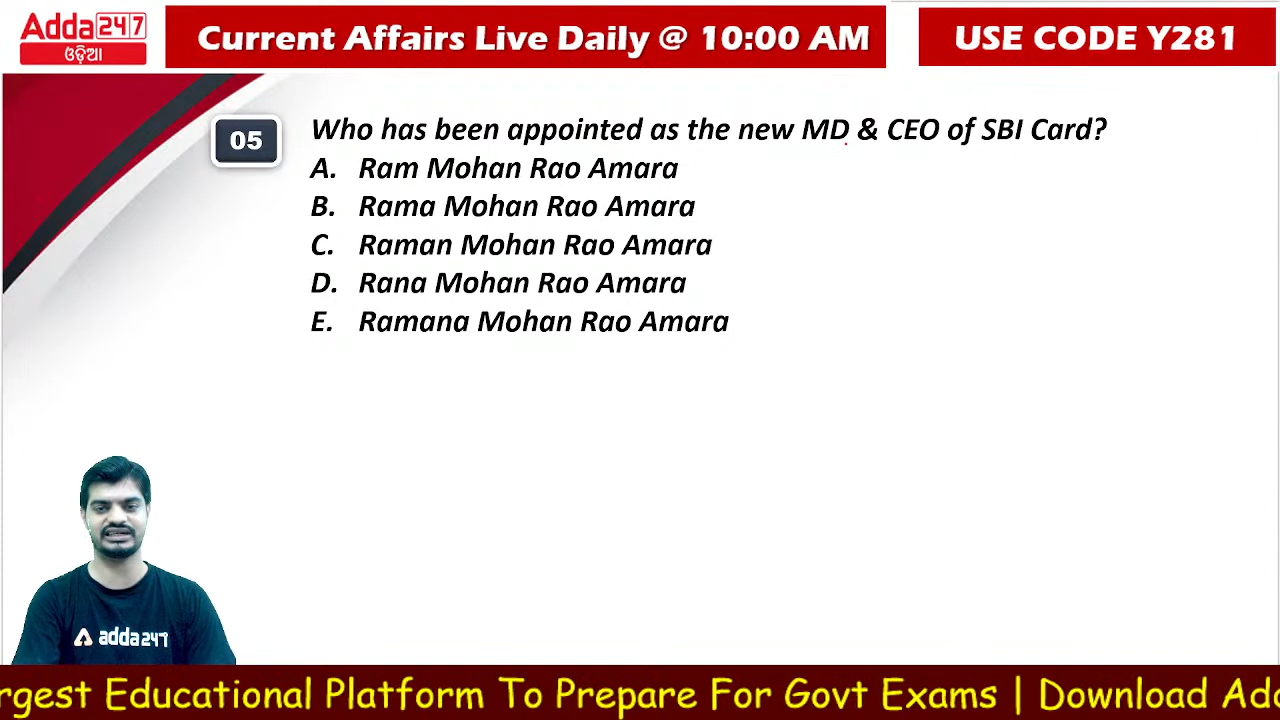 Adda247
ଓଡ଼ିଆ
Current Affairs Live Daily @ 10:00 AM
USE CODE Y281
05
Who has been appointed as the new MD & CEO of SBI Card?
A. Ram Mohan Rao Amara
B. Rama Mohan Rao Amara
C. Raman Mohan Rao Amara
D. Rana Mohan Rao Amara
E. Ramana Mohan Rao Amara
adda247
rgest Educational Platform To Prepare For Govt Exams | Download Add